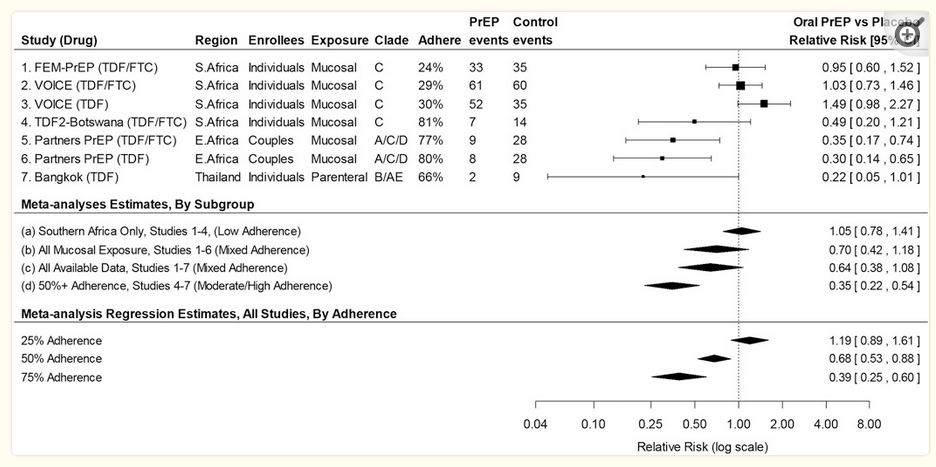 PrEP Control Oral PrEP vs Placebo
Study (Drug) Region Enrollees Exposure Clade Adhere events events Relative Risk [95%
1. FEM-PrEP (TDF/FTC) S.Africa Individuals Mucosal C 24% 33 35 0.95 [ 0.60 , 1.52 ]
2. VOICE (TDF/FTC) S.Africa Individuals Mucosal C 29% 61 60 1.03 [ 0.73 , 1.46 ]
3. VOICE (TDF) S.Africa Individuals Mucosal C 30% 52 35 1.49 [ 0.98 , 2.27 ]
4. TDF2-Botswana (TDF/FTC) S.Africa Individuals Mucosal C 81% 7 14 0.49 [ 0.20 , 1.21 ]
5. Partners PrEP (TDF/FTC) E.Africa Couples Mucosal A/C/D 77% 9 28 0.35 [ 0.17 , 0.74 ]
6. Partners PrEP (TDF) E.Africa Couples Mucosal A/C/D 80% 8 28 0.30 [ 0.14 , 0.65 ]
7. Bangkok (TDF) Thailand Individuals Parenteral B/AE 66% 2 9 0.22 [ 0.05 , 1.01 ]
Meta-analyses Estimates, By Subgroup
(a) Southern Africa Only, Studies 1-4, (Low Adherence) 1.05 [ 0.78 , 1.41 ]
(b) All Mucosal Exposure, Studies 1-6 (Mixed Adherence) 0.70 [ 0.42 , 1.18 ]
(c) All Available Data, Studies 1-7 (Mixed Adherence) 0.64 [ 0.38 , 1.08 ]
(d) 50%+ Adherence, Studies 4-7 (Moderate/High Adherence) 0.35 [ 0.22 , 0.54 ]
Meta-analysis Regression Estimates, All Studies, By Adherence
25% Adherence 1.19 [ 0.89 , 1.61 ]
50% Adherence 0.68 [ 0.53 , 0.88 ]
75% Adherence 0.39 [ 0.25 , 0.60 ]
0.04 0.10 0.25 0.50 1.00 2.00 4.00 8.00
Relative Risk (log scale)